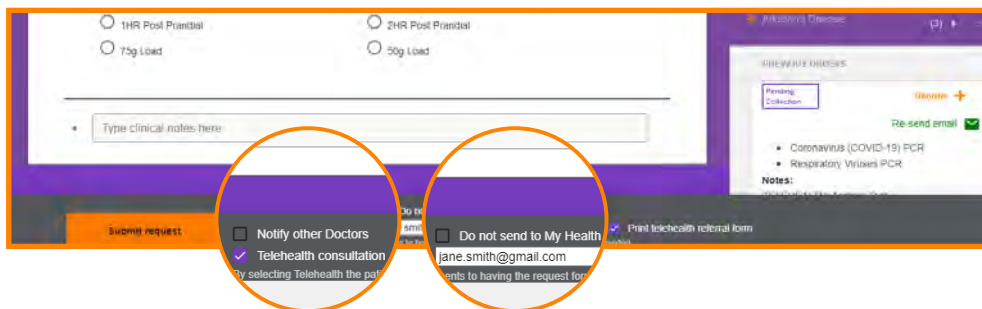 1HR Post Prandial
2HR Post Prandial
75g Load
50g Load
Type clinical notes here
Submit request
Notify other Doctors
Telehealth consultation
By selecting Telehealth the pati
Do not send to My Health
jane.smith@gmail.com
ents to having the request for
Print telehealth referral form
Disease
(2)
PREVIOUS ORDERS
Pending
Collection
Reorder
Re-send email
Coronavirus (COVID-19) PCR
Respiratory Viruses PCR
Notes: